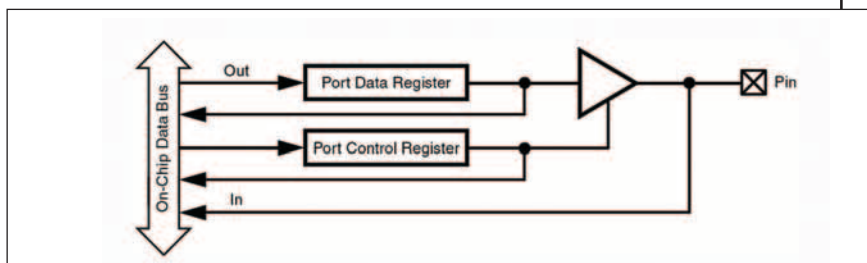 Out
Port Data Register
Pin
Port Control Register
On-Chip Data Bus
In